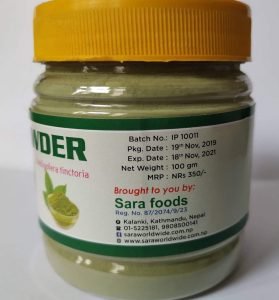 WDER
tinctoria
Batch No.: IP 10011
Pkg. Date : 19th Nov, 2019
Exp. Date : 18th Nov, 2021
Net Weight : 100 gm
MRP : NRs 350/-
Brought to you by:
Sara foods
Reg. No. 87/2074/9/23
Kalanki, Kathmandu, Nepal
01-5225181, 9808500141
saraworldwide.com.np
www.saraworldwide.com.np